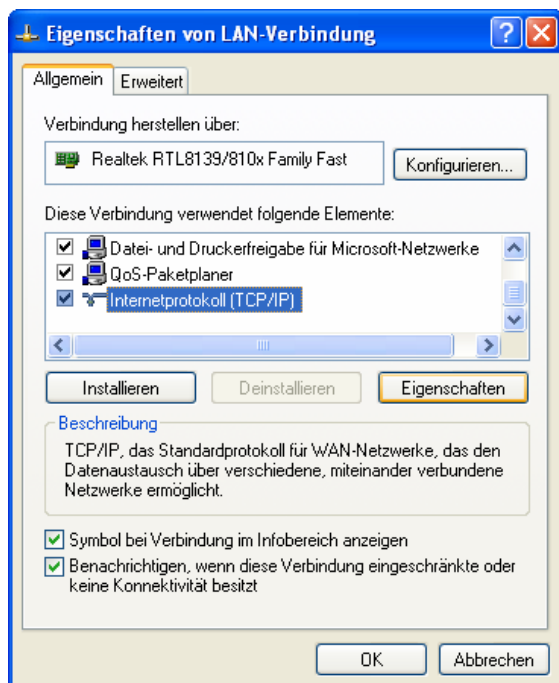 Eigenschaften von LAN-Verbindung
Allgemein
Erweitert
Verbindung herstellen über:
Realtek RTL8139/810x Family Fast
Konfigurieren...
Diese Verbindung verwendet folgende Elemente:
Datei- und Druckerfreigabe für Microsoft-Netzwerke
QoS-Paketplaner
Internetprotokoll (TCP/IP)
Installieren
Deinstallieren
Eigenschaften
Beschreibung
TCP/IP, das Standardprotokoll für WAN-Netzwerke, das den
Datenaustausch über verschiedene, miteinander verbundene
Netzwerke ermöglicht.
Symbol bei Verbindung im Infobereich anzeigen
Benachrichtigen, wenn diese Verbindung eingeschränkte oder
keine Konnektivität besitzt
OK
Abbrechen